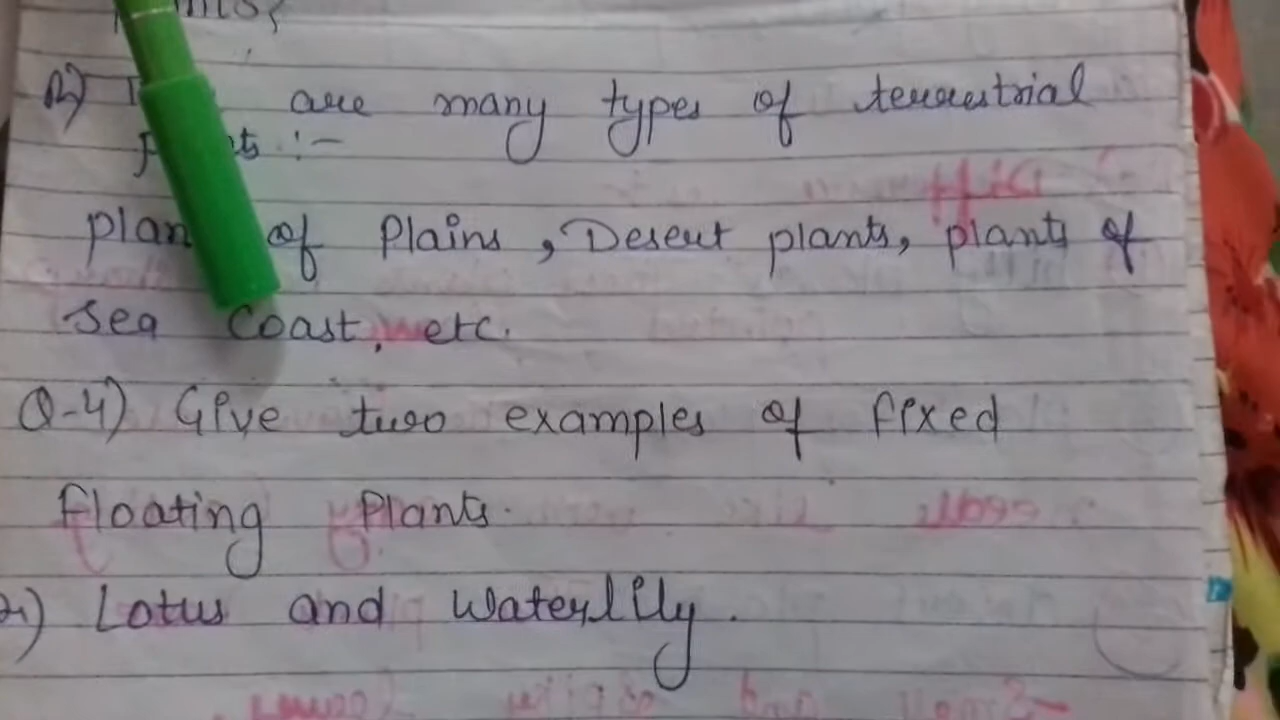 are many types of terrestrial
:-
of Plains, Desert plants, plants of
sea coast, etc.
Q-4) Give two examples of fixed
floating Plants.
Lotus and Waterlily.